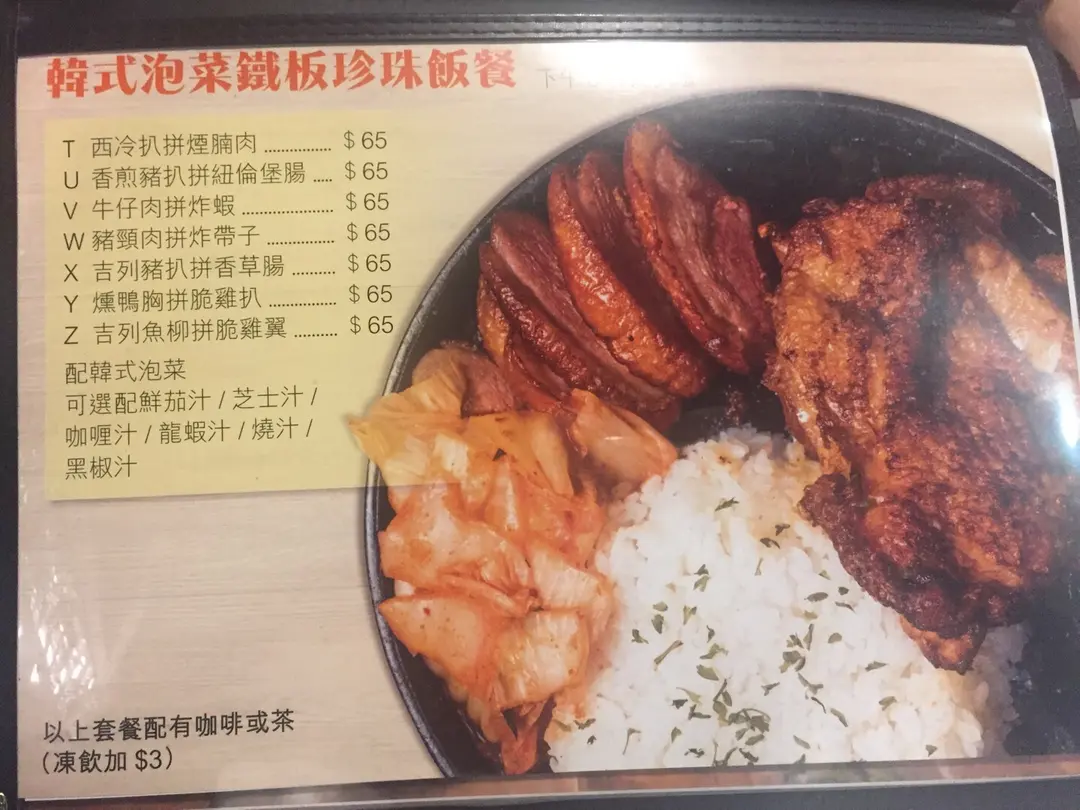 韓式泡菜鐵板珍珠飯餐
T 西冷扒拼煙腩肉 ............... $65
U 香煎豬扒拼紐倫堡腸 ..... $65
V 牛仔肉拼炸蝦 ..................... $65
W 豬頸肉拼炸帶子 ............... $65
X 吉列豬扒拼香草腸 .......... $65
Y 燻鴨胸拼脆雞扒 ............... $65
Z 吉列魚柳拼脆雞翼 .......... $65
配韓式泡菜
可選配鮮茄汁 / 芝士汁 /
咖喱汁 / 龍蝦汁 / 燒汁 /
黑椒汁
以上套餐配有咖啡或茶
(凍飲加 $3)